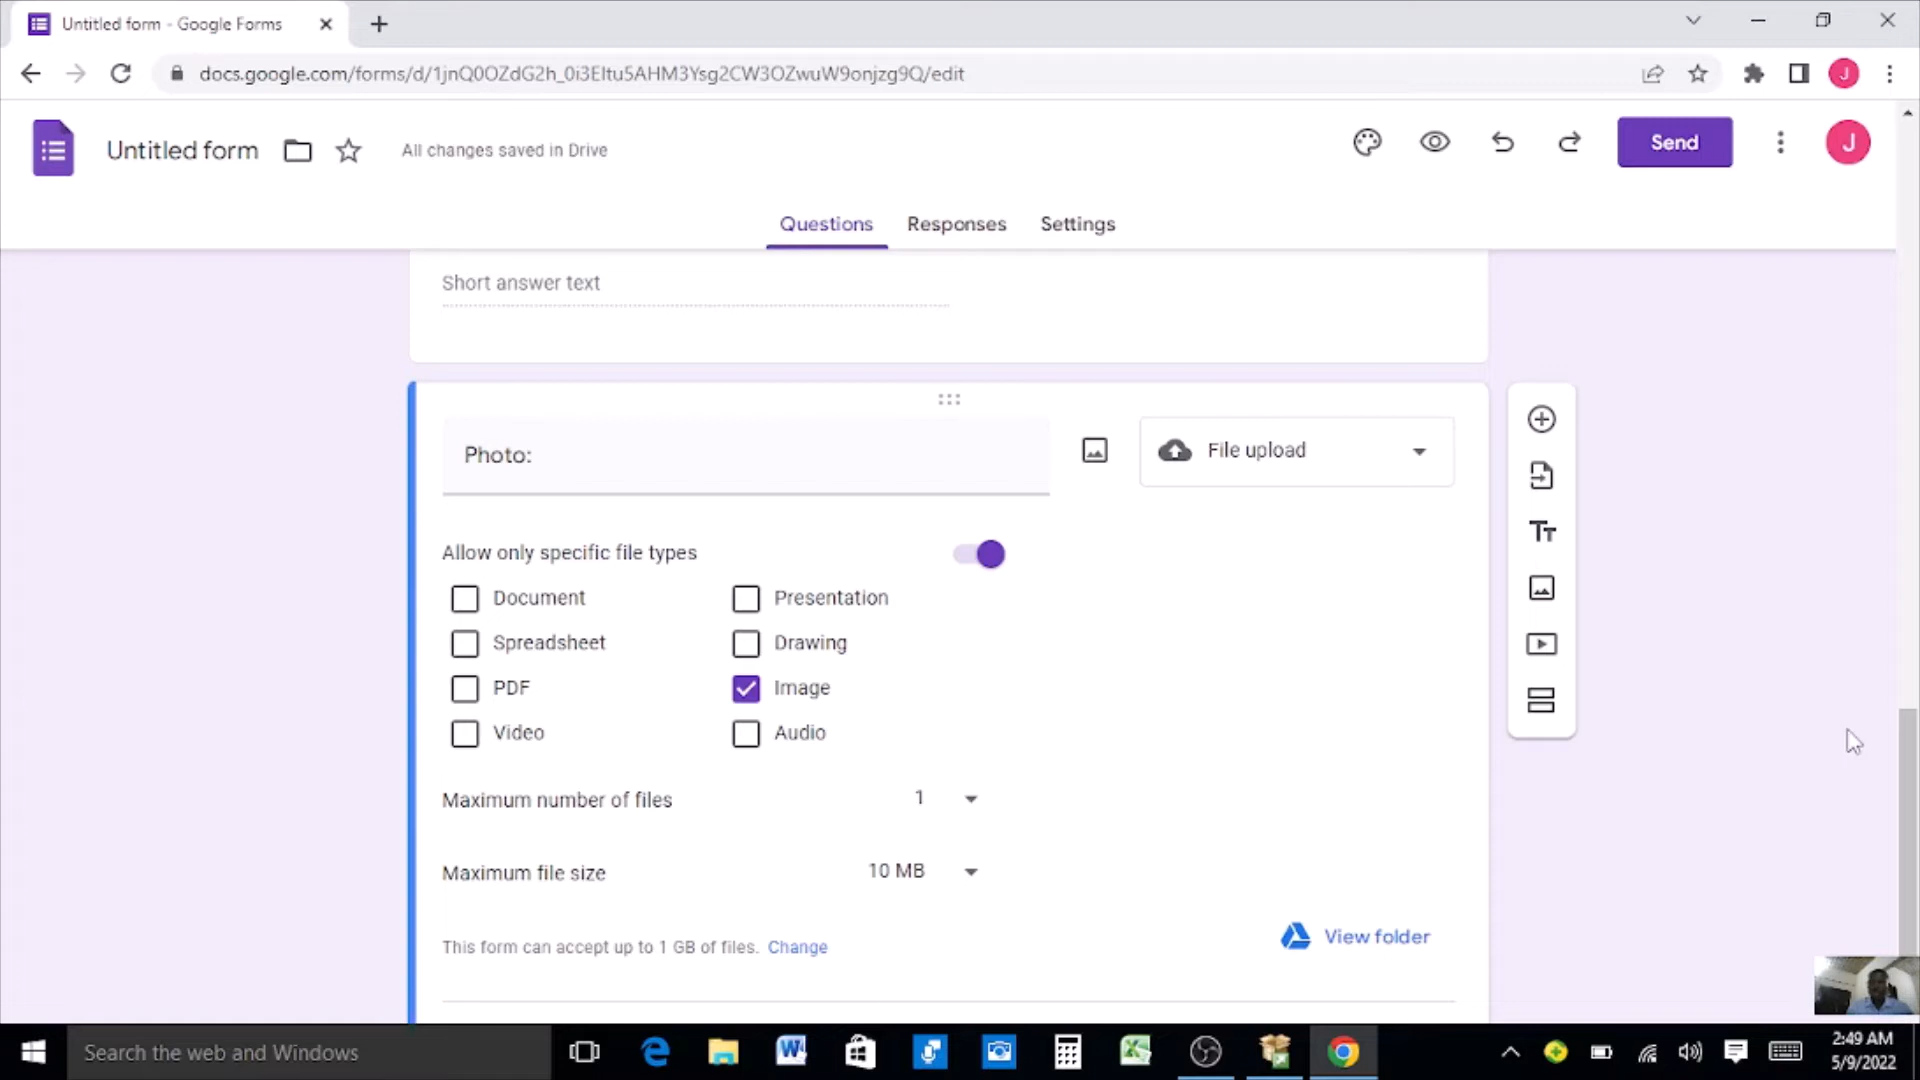 Untitled form - Google Forms
docs.google.com/forms/d/1jnQ0OZdG2h_0i3EItu5AHM3Ysg2CW3OZwuW9onjzg9Q/edit
J
Untitled form
All changes saved in Drive
Send
J
Questions
Responses
Settings
Short answer text
Photo:
File upload
Tт
Allow only specific file types
Document
Presentation
Spreadsheet
Drawing
PDF
Image
Video
Audio
Maximum number of files
1
Maximum file size
10 MB
This form can accept up to 1 GB of files. Change
View folder
Search the web and Windows
2:49 AM
5/9/2022